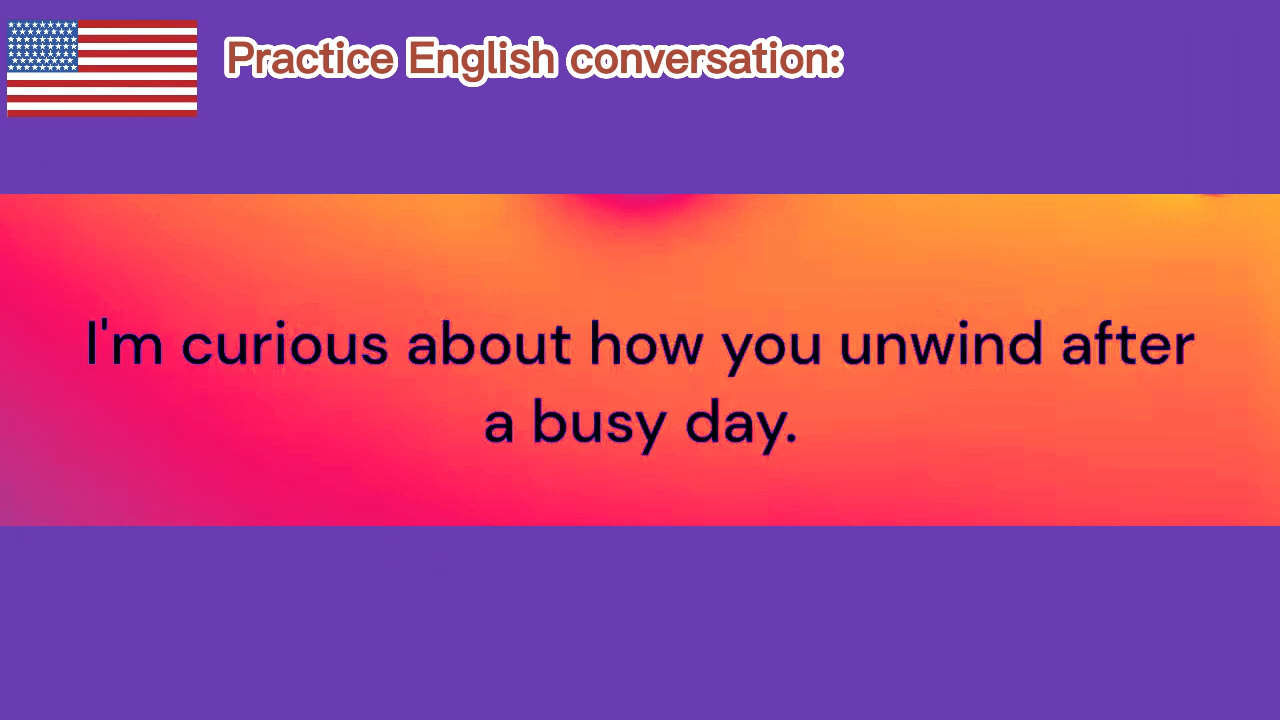 Practice English conversation:
I'm curious about how you unwind after
a busy day.